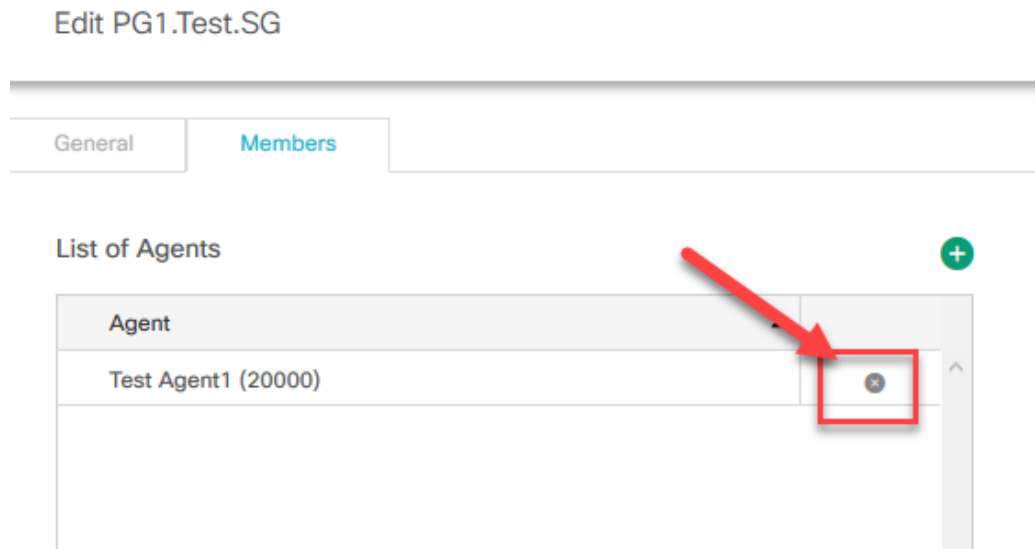 Edit PG1.Test.SG
General Members
List of Agents
Agent
Test Agent1 (20000)